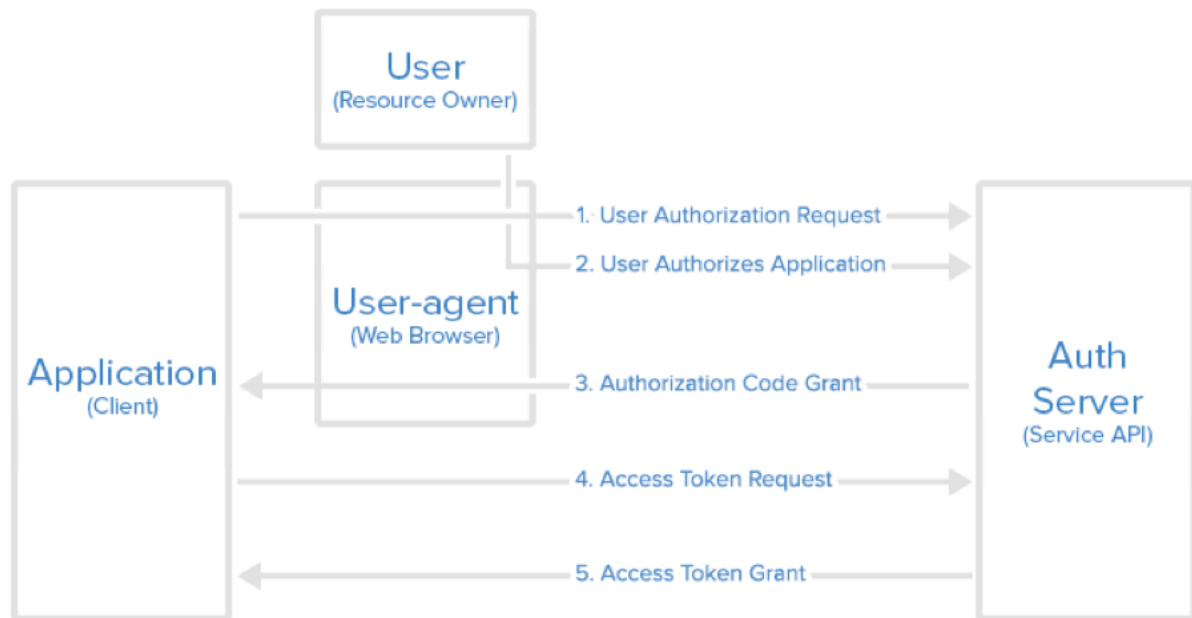 User
(Resource Owner)
1. User Authorization Request
2. User Authorizes Application
User-agent
(Web Browser)
Application
(Client)
3. Authorization Code Grant
Auth
Server
(Service API)
4. Access Token Request
5. Access Token Grant